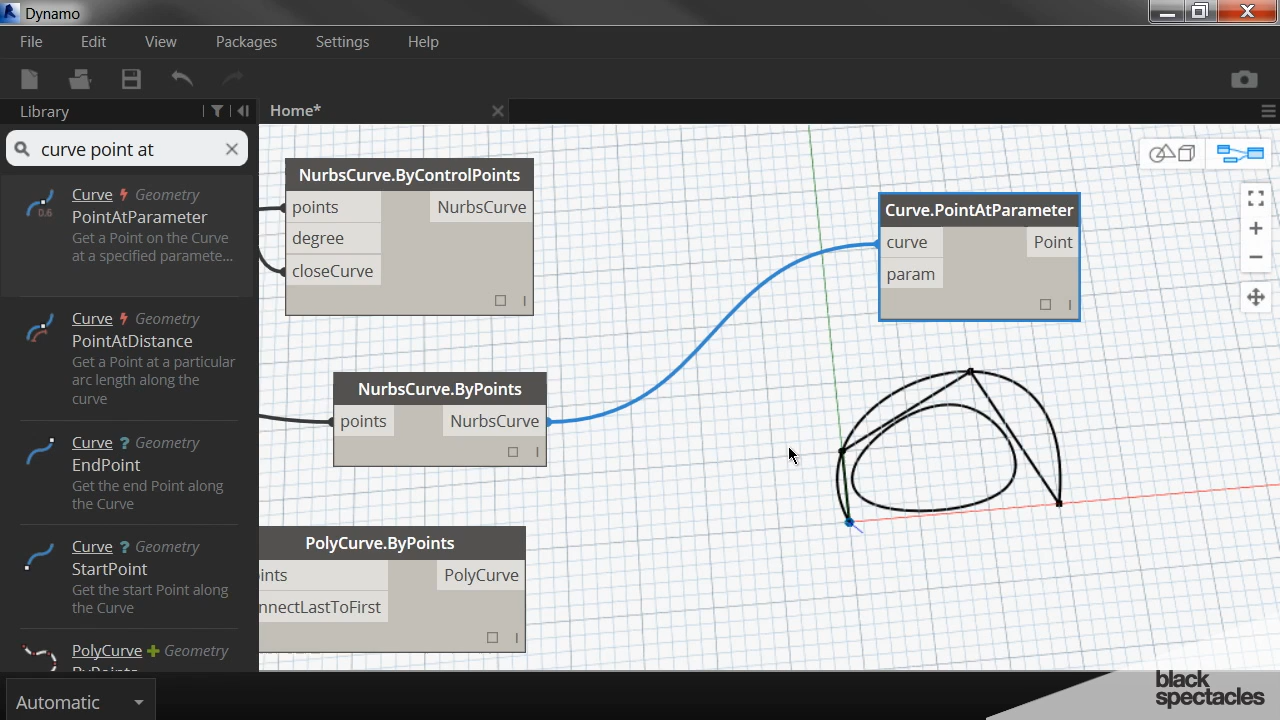 Dynamo
File Edit View Packages Settings Help
Library
Home*
curve point at
Curve Geometry
PointAtParameter
Get a Point on the Curve
at a specified paramete...
Curve Geometry
PointAtDistance
Get a Point at a particular
arc length along the
curve
Curve ? Geometry
EndPoint
Get the end Point along
the Curve
Curve ? Geometry
StartPoint
Get the start Point along
the Curve
PolyCurve + Geometry
ByPoints
Automatic
NurbsCurve.ByControlPoints
points NurbsCurve
degree
closeCurve
NurbsCurve.ByPoints
points NurbsCurve
PolyCurve.ByPoints
ints PolyCurve
nnectLastToFirst
Curve.PointAtParameter
curve Point
param
black
spectacles